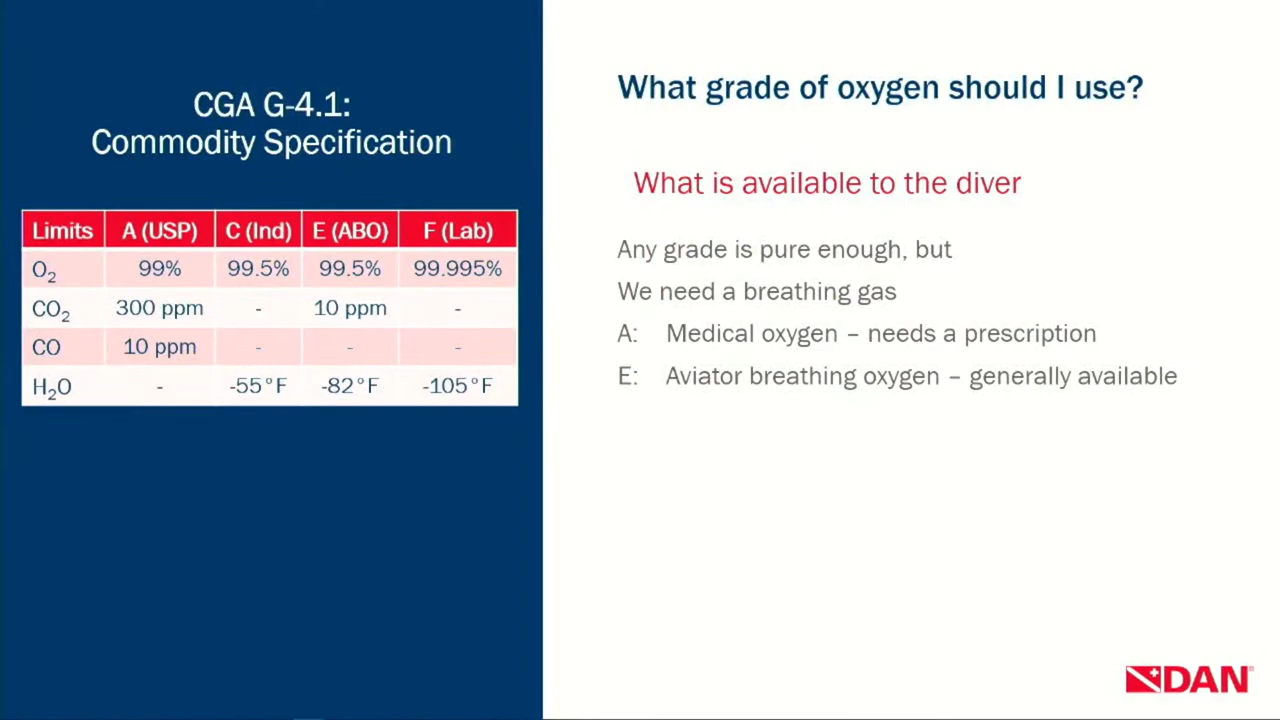 CGA G-4.1:
Commodity Specification
Limits A (USP) C (Ind) E (ABO) F (Lab)
O2 99% 99.5% 99.5% 99.995%
CO2 300 ppm - 10 ppm -
CO 10 ppm - - -
H2O - -55°F -82°F -105°F
What grade of oxygen should I use?
What is available to the diver
Any grade is pure enough, but
We need a breathing gas
A: Medical oxygen – needs a prescription
E: Aviator breathing oxygen – generally available
DAN